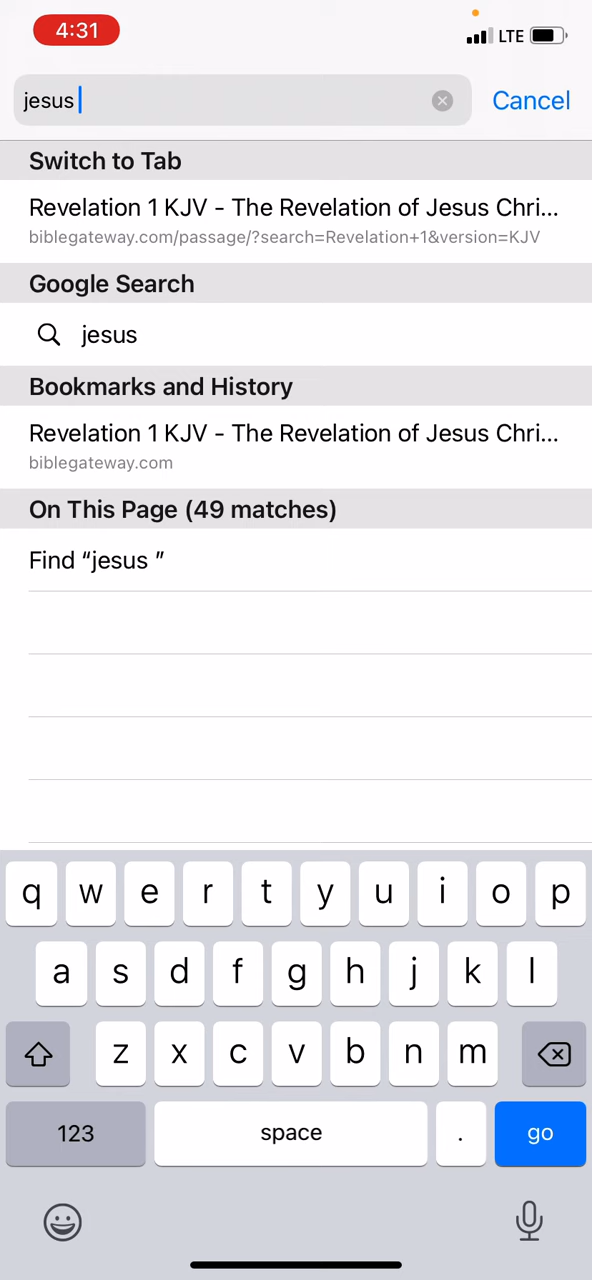 4:31
LTE
jesus
Cancel
Switch to Tab
Revelation 1 KJV - The Revelation of Jesus Chri...
biblegateway.com/passage/?search=Revelation+1&version=KJV
Google Search
jesus
Bookmarks and History
Revelation 1 KJV - The Revelation of Jesus Chri...
biblegateway.com
On This Page (49 matches)
Find “jesus ”
q w e r t y u i o p
a s d f g h j k l
z x c v b n m
123 space . go